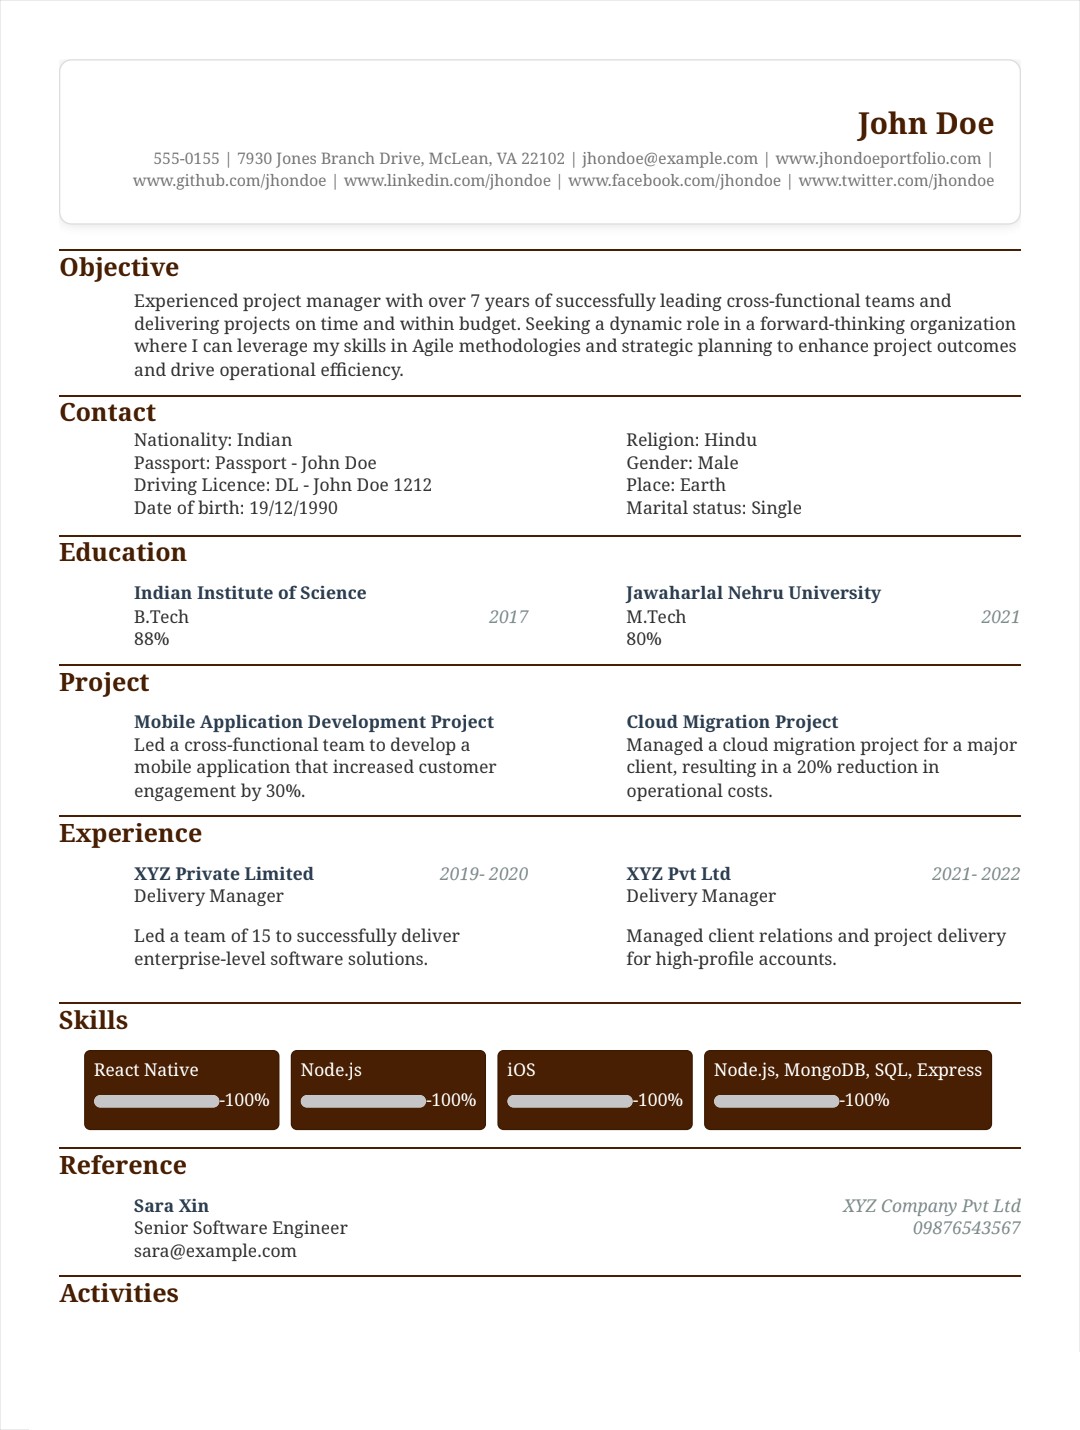 John Doe
555-0155 | 7930 Jones Branch Drive, McLean, VA 22102 | jhondoe@example.com | www.jhondoeportfolio.com |
www.github.com/jhondoe | www.linkedin.com/jhondoe | www.facebook.com/jhondoe | www.twitter.com/jhondoe
Objective
Experienced project manager with over 7 years of successfully leading cross-functional teams and
delivering projects on time and within budget. Seeking a dynamic role in a forward-thinking organization
where I can leverage my skills in Agile methodologies and strategic planning to enhance project outcomes
and drive operational efficiency.
Contact
Nationality: Indian
Passport: Passport - John Doe
Driving Licence: DL - John Doe 1212
Date of birth: 19/12/1990
Religion: Hindu
Gender: Male
Place: Earth
Marital status: Single
Education
Indian Institute of Science
B.Tech 2017
88%
Jawaharlal Nehru University
M.Tech 2021
80%
Project
Mobile Application Development Project
Led a cross-functional team to develop a
mobile application that increased customer
engagement by 30%.
Cloud Migration Project
Managed a cloud migration project for a major
client, resulting in a 20% reduction in
operational costs.
Experience
XYZ Private Limited 2019- 2020
Delivery Manager
Led a team of 15 to successfully deliver
enterprise-level software solutions.
XYZ Pvt Ltd 2021- 2022
Delivery Manager
Managed client relations and project delivery
for high-profile accounts.
Skills
React Native
-100%
Node.js
-100%
iOS
-100%
Node.js, MongoDB, SQL, Express
-100%
Reference
Sara Xin XYZ Company Pvt Ltd
Senior Software Engineer 09876543567
sara@example.com
Activities